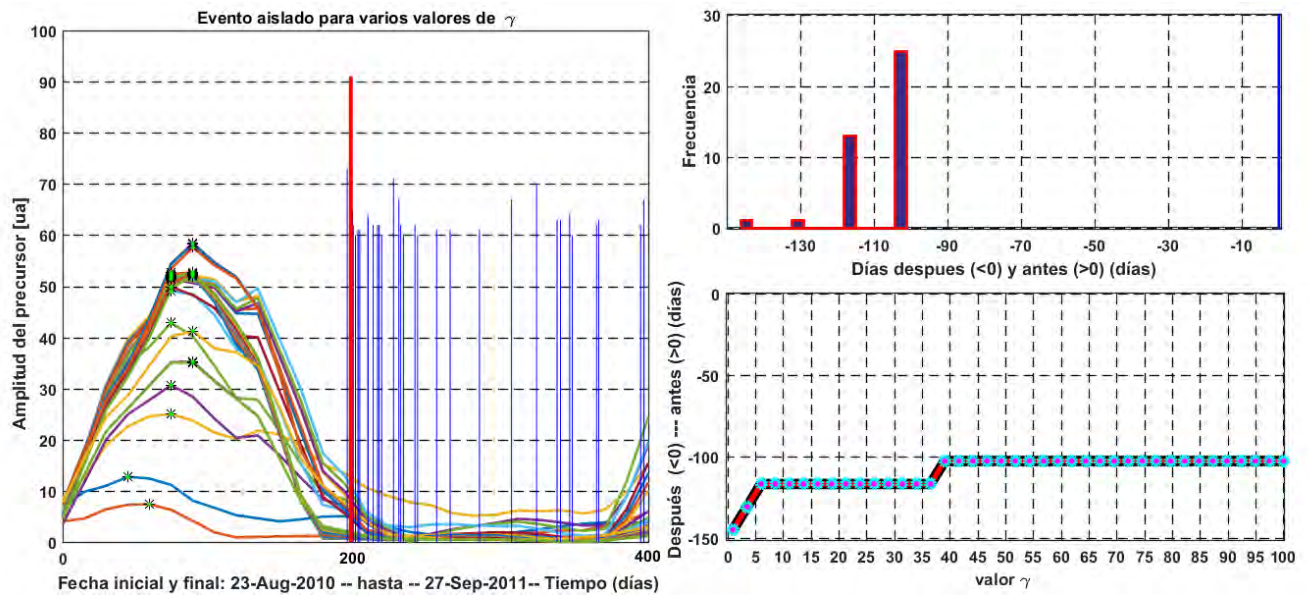 Evento aislado para varios valores de γ
100
90
80
70
60
50
40
30
20
10
0
Amplitud del precursor [ua]
0 200 400
Fecha inicial y final: 23-Aug-2010 -- hasta -- 27-Sep-2011-- Tiempo (días)
30
20
10
0
Frecuencia
-130 -110 -90 -70 -50 -30 -10
Días despues (<0) y antes (>0) (días)
0
-50
-100
-150
Después (<0) --- antes (>0) (días)
0 5 10 15 20 25 30 35 40 45 50 55 60 65 70 75 80 85 90 95 100
valor γ